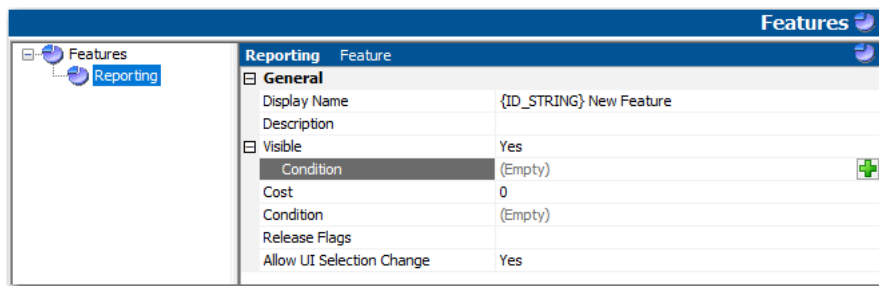 Features
Features
Reporting
Reporting Feature
General
Display Name {ID_STRING} New Feature
Description
Visible Yes
Condition (Empty)
Cost 0
Condition (Empty)
Release Flags
Allow UI Selection Change Yes